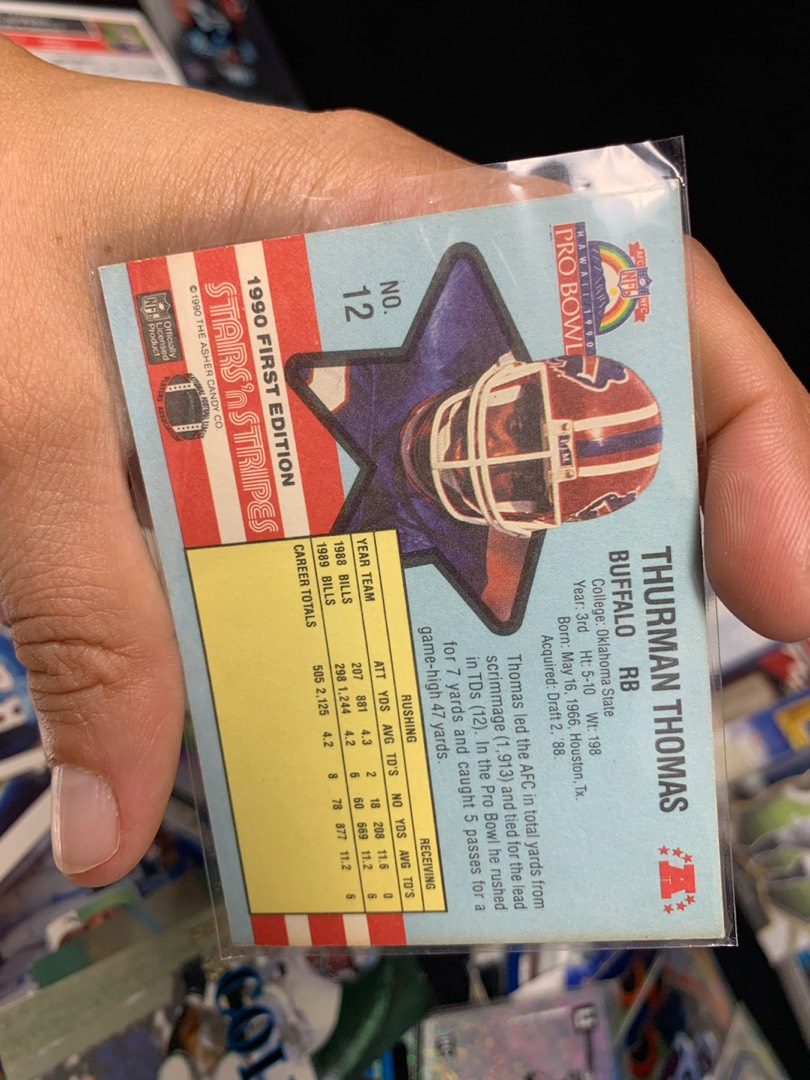 THURMAN THOMAS
BUFFALO RB
College: Oklahoma State
Year: 3rd Ht: 5-10 Wt: 198
Born: May 16, 1966, Houston, Tx.
Acquired: Draft 2, '88.
Thomas led the AFC in total yards from
scrimmage (1,913) and tied for the lead
in TDs (12). In the Pro Bowl he rushed
for 7 yards and caught 5 passes for a
game-high 47 yards.
AFC NFC
NFL
HAWAII 1990
PRO BOWL
NO.
12
RUSHING RECEIVING
YEAR TEAM ATT YDS AVG TD'S NO YDS AVG TD'S
1988 BILLS 207 881 4.3 2 18 208 11.6 0
1989 BILLS 298 1,244 4.2 6 60 669 11.2 6
CAREER TOTALS 505 2,125 4.2 8 78 877 11.2 6
1990 FIRST EDITION
STARS'n STRIPES
©1990 THE ASHER CANDY CO.
NFL
Officially
Licensed
Product
COL